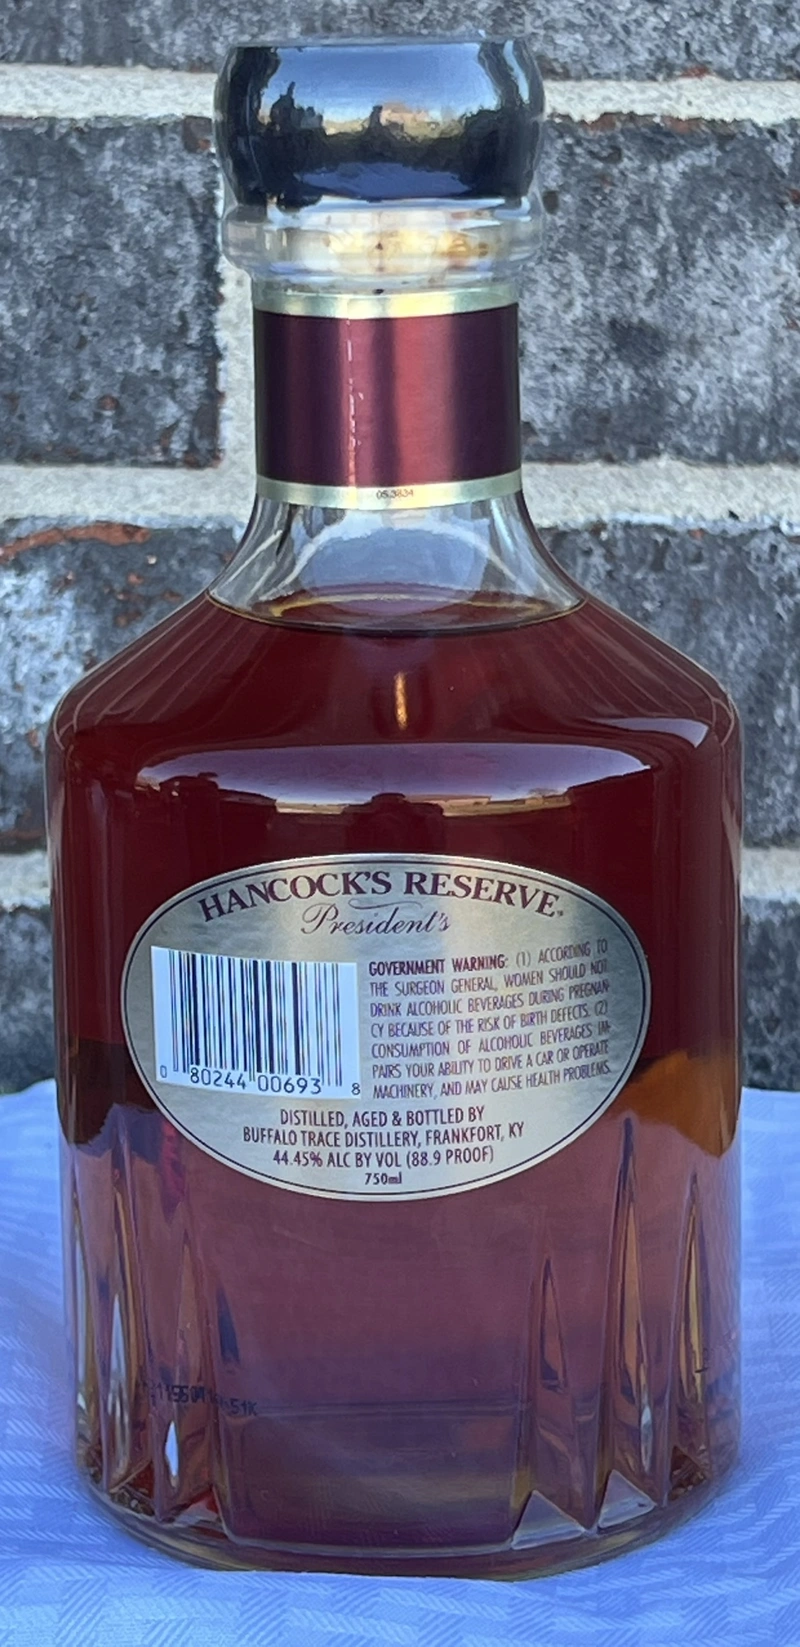 05.3834
HANCOCK'S RESERVE®
President's
GOVERNMENT WARNING: (1) ACCORDING TO
THE SURGEON GENERAL, WOMEN SHOULD NOT
DRINK ALCOHOLIC BEVERAGES DURING PREGNAN-
CY BECAUSE OF THE RISK OF BIRTH DEFECTS. (2)
CONSUMPTION OF ALCOHOLIC BEVERAGES IM-
PAIRS YOUR ABILITY TO DRIVE A CAR OR OPERATE
MACHINERY, AND MAY CAUSE HEALTH PROBLEMS.
0 80244 00693 8
DISTILLED, AGED & BOTTLED BY
BUFFALO TRACE DISTILLERY, FRANKFORT, KY
44.45% ALC BY VOL (88.9 PROOF)
750ml